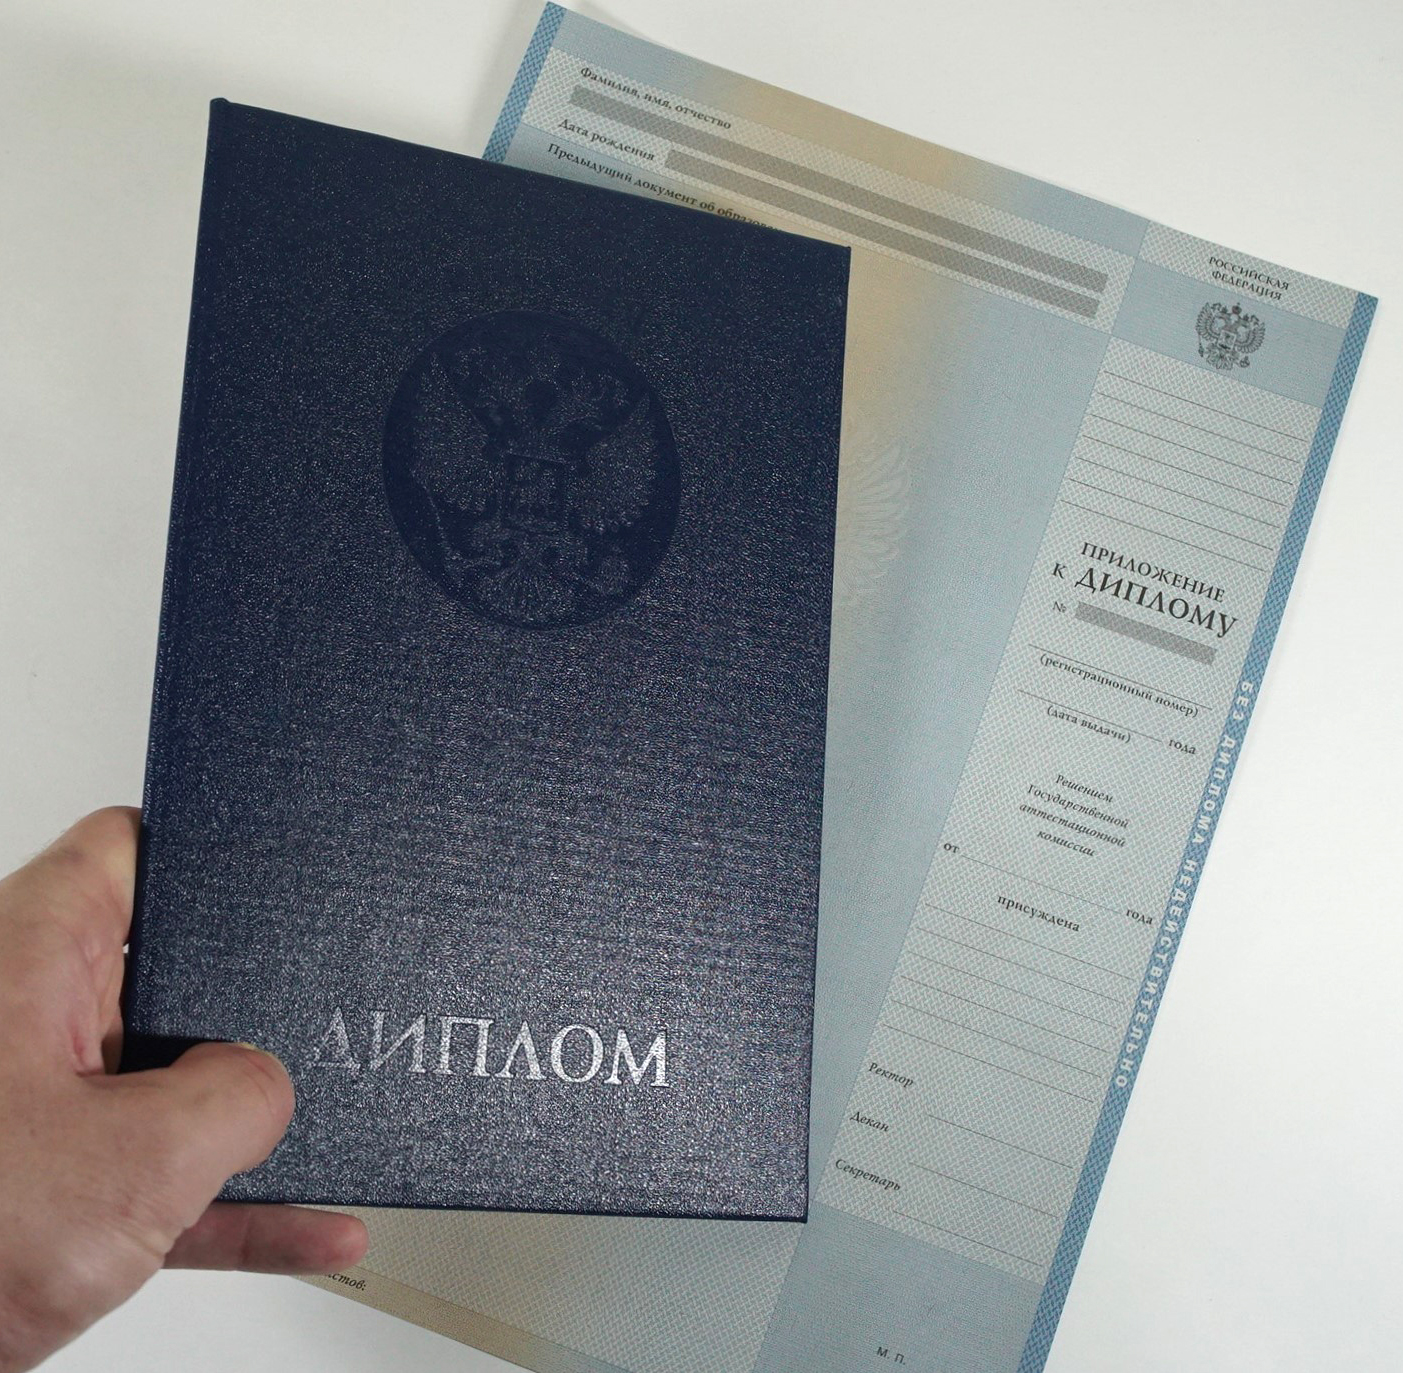 Фамилия, имя, отчество
Дата рождения
Предыдущий документ об
РОССИЙСКАЯ
ФЕДЕРАЦИЯ
ПРИЛОЖЕНИЕ
к ДИПЛОМУ
№
(регистрационный номер)
(дата выдачи) года
Решением
Государственной
аттестационной
комиссии
от года
присуждена
Ректор
Декан
Секретарь
М. П.
БЕЗ ДИПЛОМА НЕДЕЙСТВИТЕЛЬНО
ДИПЛОМ